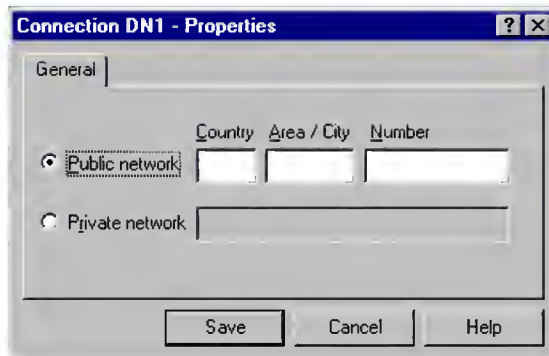 Connection DN1 - Properties
General
Country Area / City Number
Public network
Private network
Save Cancel Help